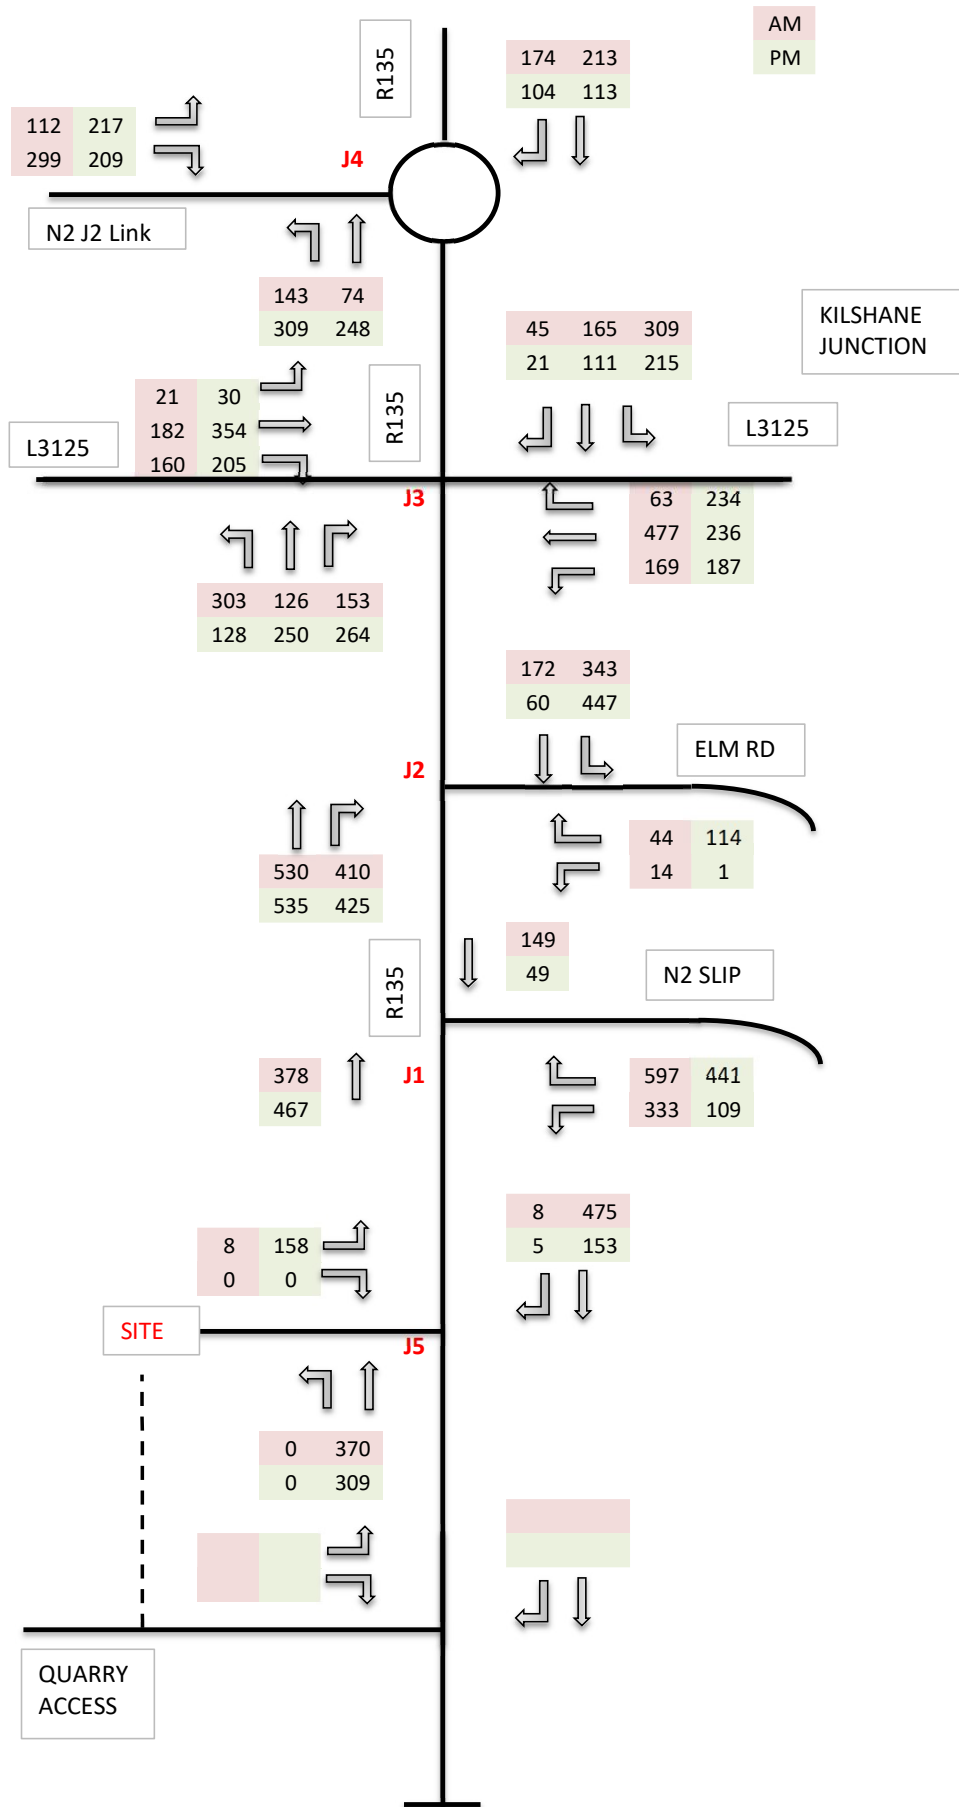 AM
PM
R135
174 213
104 113
112 217
299 209
J4
N2 J2 Link
143 74
309 248
45 165 309
21 111 215
KILSHANE
JUNCTION
R135
21 30
182 354
160 205
L3125
L3125
J3
63 234
477 236
169 187
303 126 153
128 250 264
172 343
60 447
ELM RD
J2
44 114
14 1
530 410
535 425
149
49
R135
N2 SLIP
378
467
J1
597 441
333 109
8 475
5 153
8 158
0 0
SITE
J5
0 370
0 309
QUARRY
ACCESS